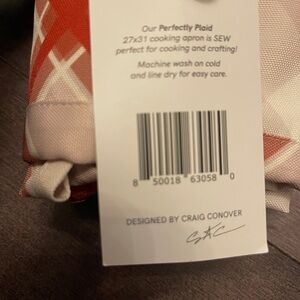 Our Perfectly Plaid
27x31 cooking apron is SEW
perfect for cooking and crafting!
Machine wash on cold
and line dry for easy care.
8 50018 63058 0
DESIGNED BY CRAIG CONOVER